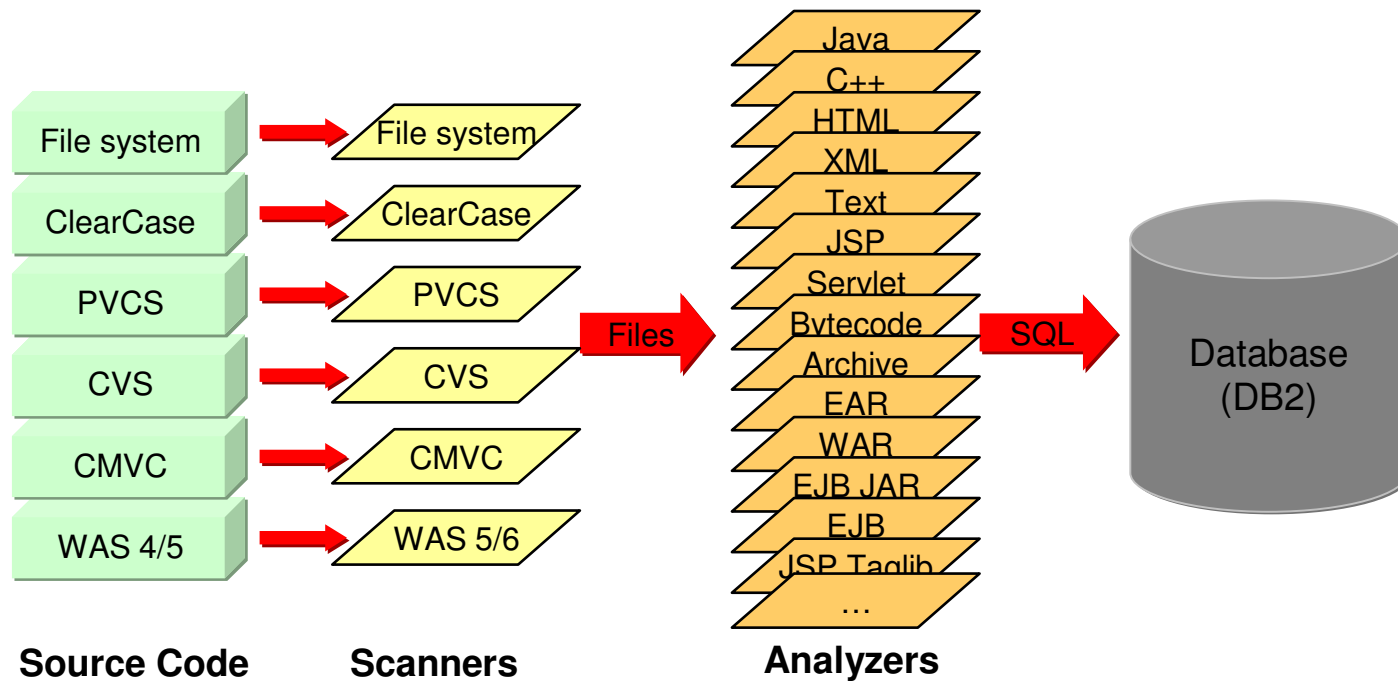 File system
ClearCase
PVCS
CVS
CMVC
WAS 4/5
Source Code
File system
ClearCase
PVCS
CVS
CMVC
WAS 5/6
Scanners
Files
Java
C++
HTML
XML
Text
JSP
Servlet
Bytecode
Archive
EAR
WAR
EJB JAR
EJB
JSP Taglib
…
Analyzers
SQL
Database
(DB2)